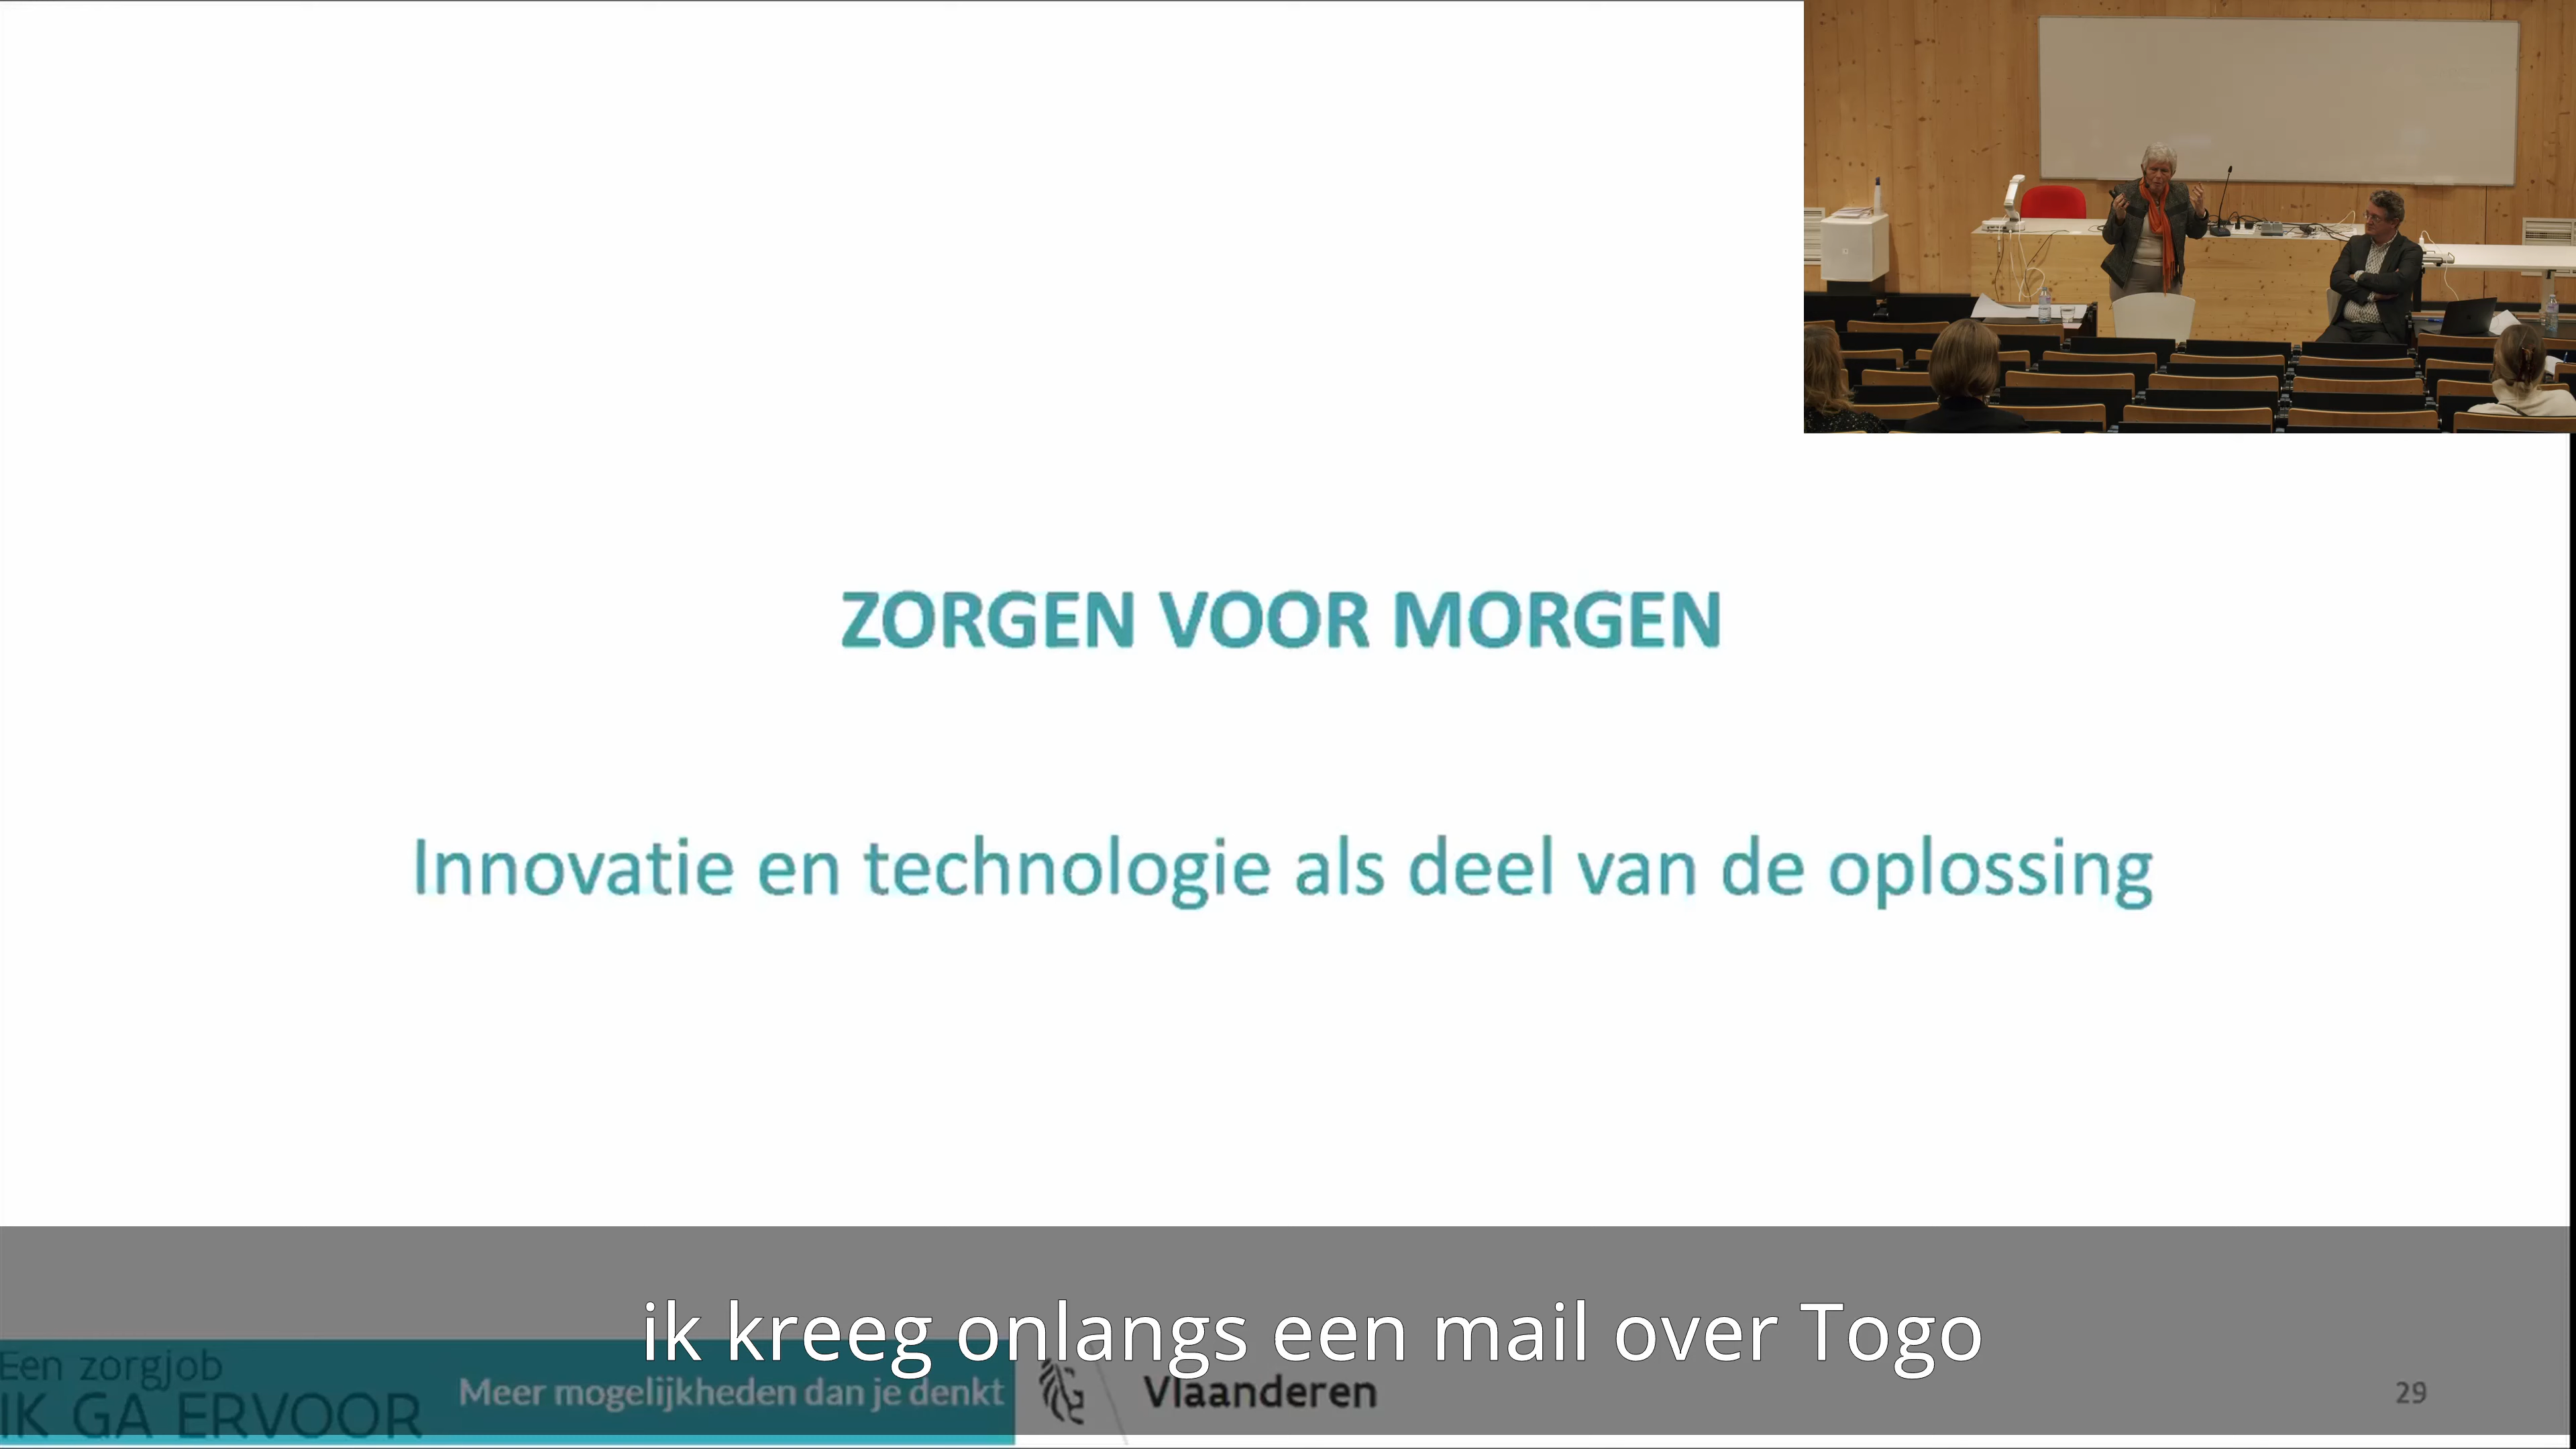 ZORGEN VOOR MORGEN
Innovatie en technologie als deel van de oplossing
ik kreeg onlangs een mail over Togo
Een zorgjob
IK GA ERVOOR
Meer mogelijkheden dan je denkt
Vlaanderen
29